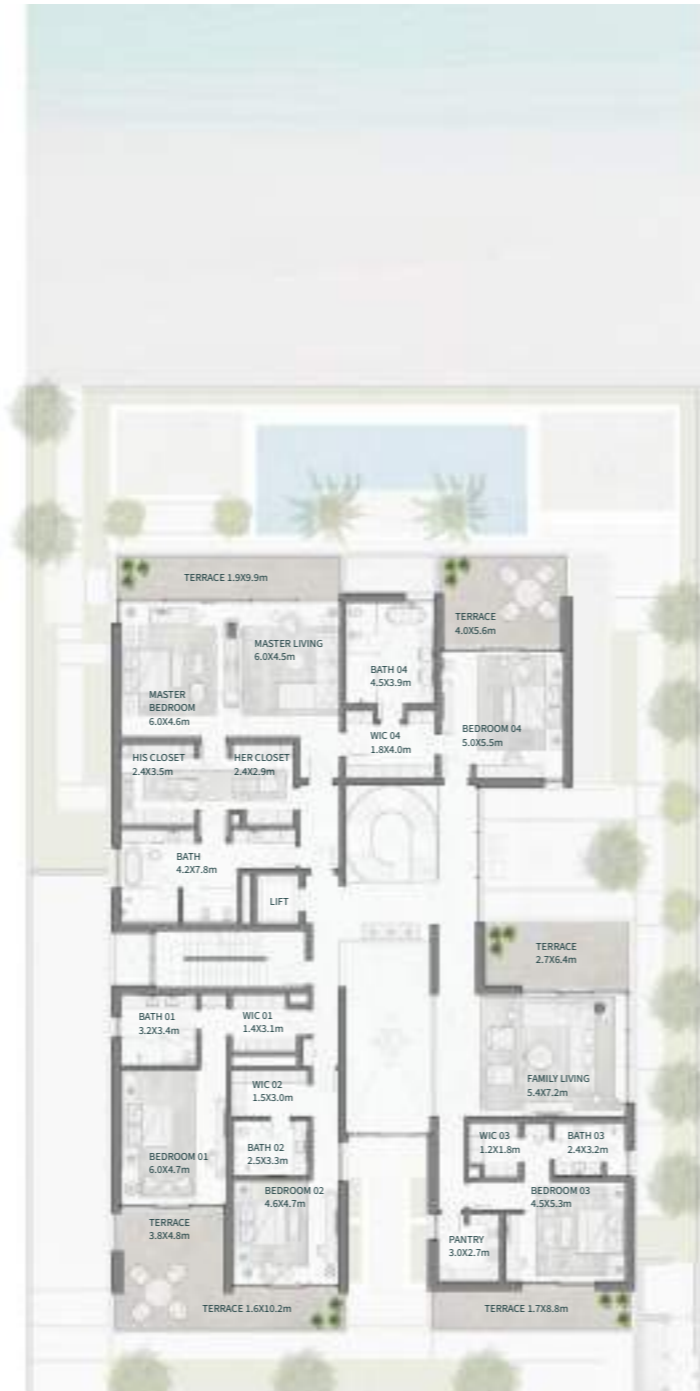 TERRACE 1.9X9.9m
TERRACE
4.0X5.6m
MASTER LIVING
6.0X4.5m
BATH 04
4.5X3.9m
MASTER
BEDROOM
6.0X4.6m
WIC 04
1.8X4.0m
BEDROOM 04
5.0X5.5m
HIS CLOSET
2.4X3.5m
HER CLOSET
2.4X2.9m
BATH
4.2X7.8m
LIFT
TERRACE
2.7X6.4m
BATH 01
3.2X3.4m
WIC 01
1.4X3.1m
WIC 02
1.5X3.0m
FAMILY LIVING
5.4X7.2m
BATH 02
2.5X3.3m
WIC 03
1.2X1.8m
BATH 03
2.4X3.2m
BEDROOM 01
6.0X4.7m
BEDROOM 02
4.6X4.7m
BEDROOM 03
4.5X5.3m
TERRACE
3.8X4.8m
PANTRY
3.0X2.7m
TERRACE 1.6X10.2m
TERRACE 1.7X8.8m